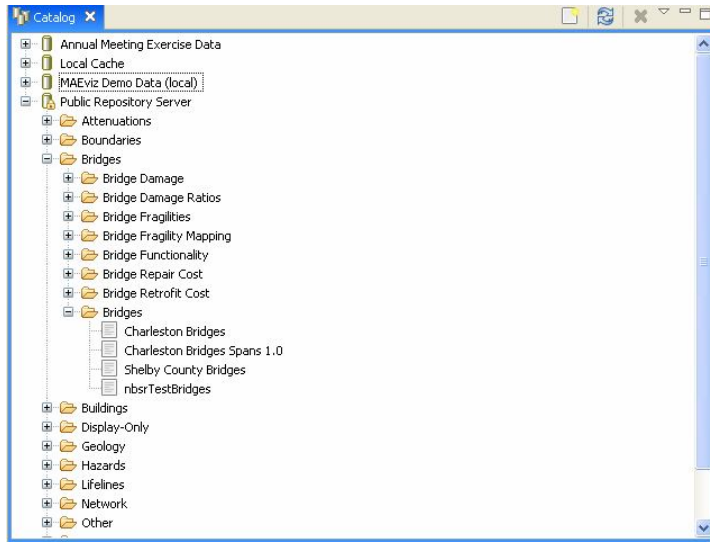 Catalog
Annual Meeting Exercise Data
Local Cache
MAEviz Demo Data (local)
Public Repository Server
Attenuations
Boundaries
Bridges
Bridge Damage
Bridge Damage Ratios
Bridge Fragilities
Bridge Fragility Mapping
Bridge Functionality
Bridge Repair Cost
Bridge Retrofit Cost
Bridges
Charleston Bridges
Charleston Bridges Spans 1.0
Shelby County Bridges
nbsrTestBridges
Buildings
Display-Only
Geology
Hazards
Lifelines
Network
Other